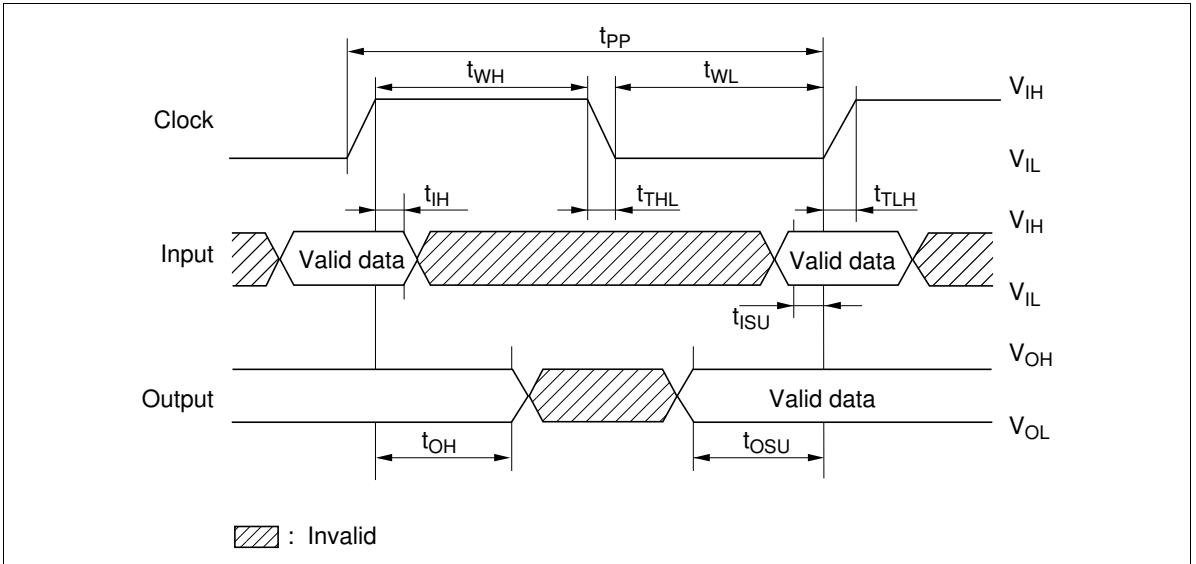 tPP
tWH tWL
Clock VIH
VIL
tIH tTHL tTLH
VIH
Input Valid data Valid data
VIL
tISU
VOH
Output Valid data
VOL
tOH tOSU
: Invalid